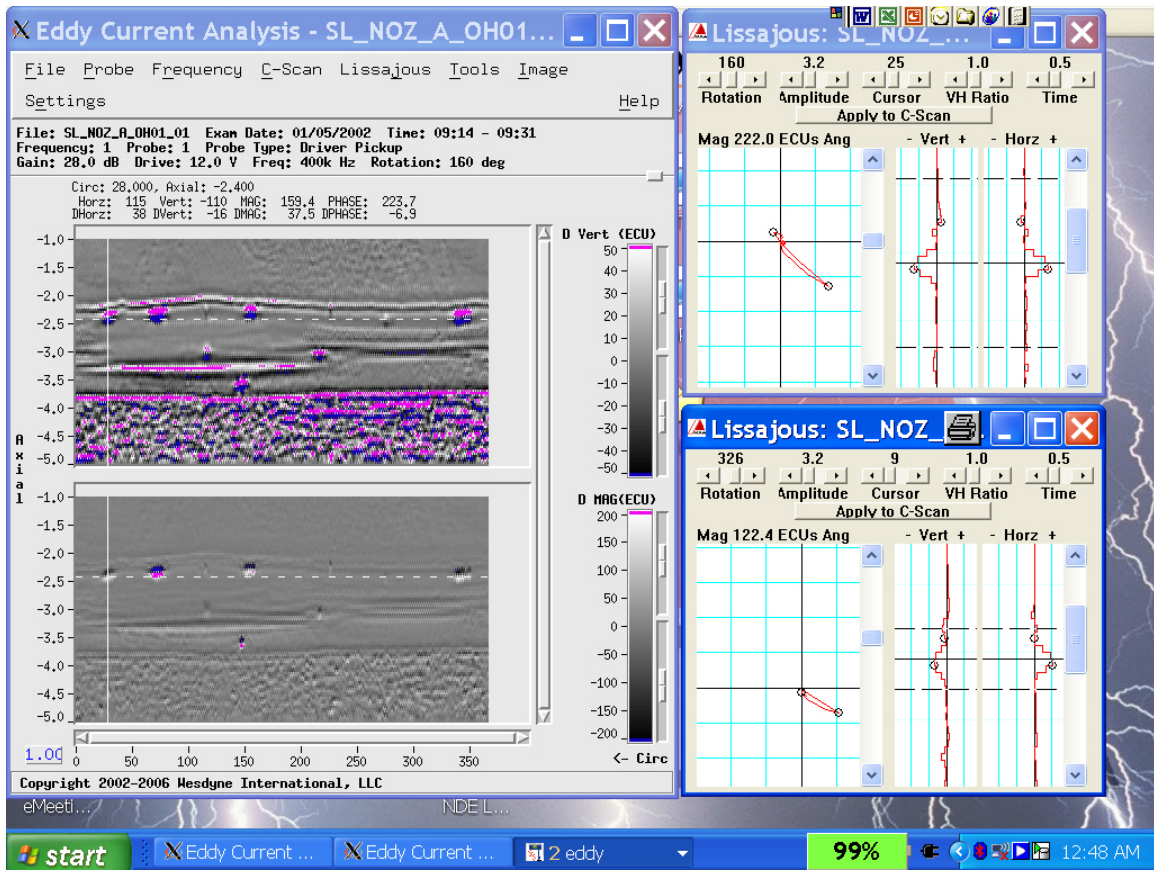 Eddy Current Analysis - SL_NOZ_A_OH01...
File Probe Frequency C-Scan Lissajous Tools Image
Settings Help
File: SL_NOZ_A_OH01_01 Exam Date: 01/05/2002 Time: 09:14 - 09:31
Frequency: 1 Probe: 1 Probe Type: Driver Pickup
Gain: 28.0 dB Drive: 12.0 V Freq: 400k Hz Rotation: 160 deg
Circ: 28.000, Axial: -2.400
Horz: 115 Vert: -110 MAG: 159.4 PHASE: 223.7
DHorz: 38 DVert: -16 DMAG: 37.5 DPHASE: -6.9
D Vert (ECU)
-1.0
-1.5
-2.0
-2.5
-3.0
-3.5
-4.0
-4.5
-5.0
50
40
30
20
10
0
-10
-20
-30
-40
-50
Axial
D MAG(ECU)
-1.0
-1.5
-2.0
-2.5
-3.0
-3.5
-4.0
-4.5
-5.0
200
150
100
50
0
-50
-100
-150
-200
1.00
0 50 100 150 200 250 300 350
<- Circ
Copyright 2002-2006 Wesdyne International, LLC
Lissajous: SL_NOZ_...
160 3.2 25 1.0 0.5
Rotation Amplitude Cursor VH Ratio Time
Apply to C-Scan
Mag 222.0 ECUs Ang - Vert + - Horz +
Lissajous: SL_NOZ_
326 3.2 9 1.0 0.5
Rotation Amplitude Cursor VH Ratio Time
Apply to C-Scan
Mag 122.4 ECUs Ang - Vert + - Horz +
eMeeti... NDE L...
start Eddy Current ... Eddy Current ... 2 eddy 99% 12:48 AM